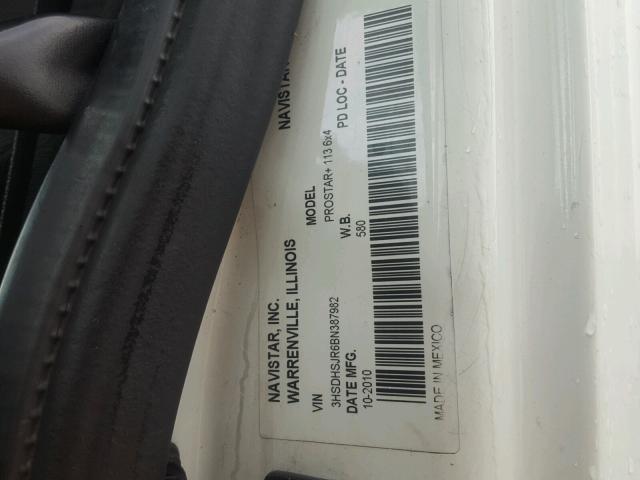 NAVISTAR, INC.
WARRENVILLE, ILLINOIS
VIN MODEL
3HSDHSJR6BN387982 PROSTAR+ 113 6x4
DATE MFG. W.B.
10-2010 580
NAVISTAR
PD LOC - DATE
MADE IN MEXICO